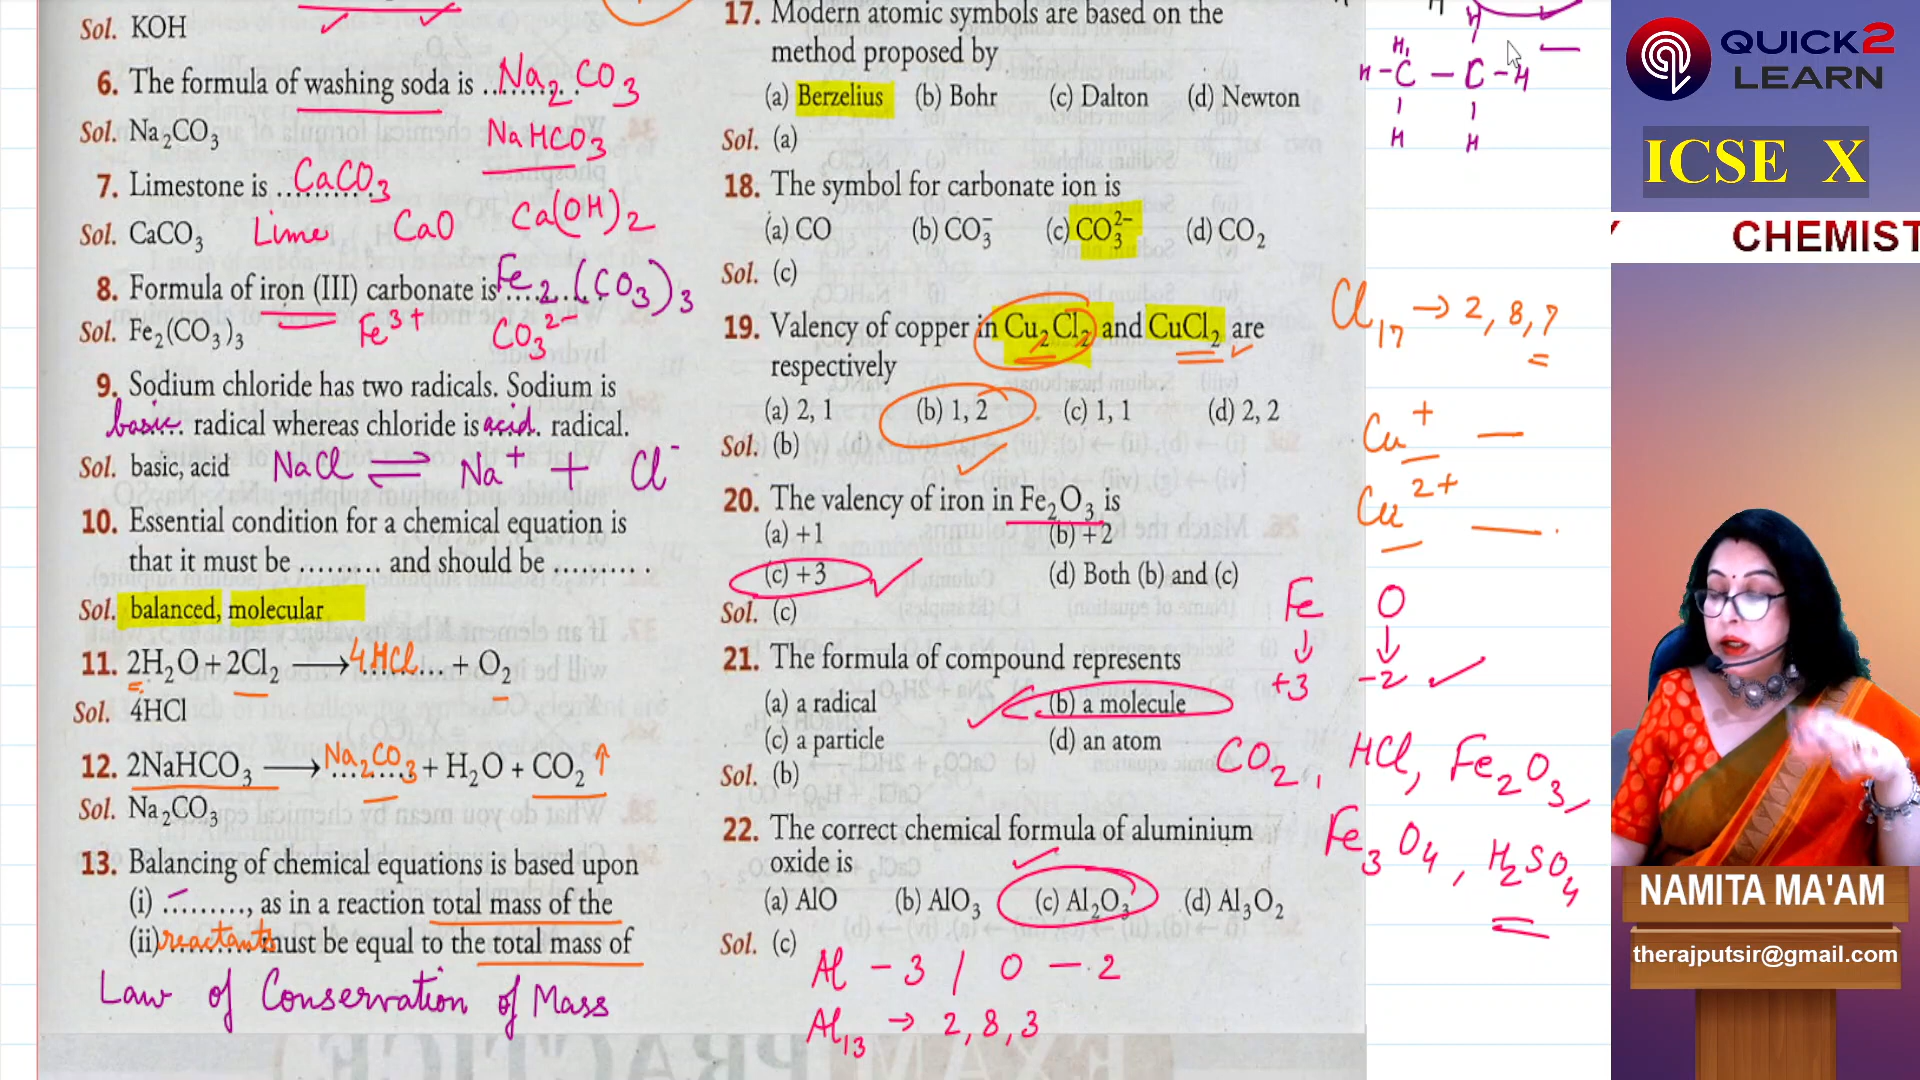 Sol. KOH
6. The formula of washing soda is .......... Na2CO3
Sol. Na₂CO₃ NaHCO3
7. Limestone is .......... CaCO3
Sol. CaCO₃ Lime CaO Ca(OH)2
8. Formula of iron (III) carbonate is .......... Fe2(CO3)3
Sol. Fe₂(CO₃)₃ Fe³⁺ CO₃²⁻
9. Sodium chloride has two radicals. Sodium is
basic.... radical whereas chloride is acid. radical.
Sol. basic, acid NaCl ⇌ Na⁺ + Cl⁻
10. Essential condition for a chemical equation is
that it must be ......... and should be ......... .
Sol. balanced, molecular
11. 2H₂O + 2Cl₂ ⟶ 4HCl.... + O₂
Sol. 4HCl
12. 2NaHCO₃ ⟶ Na2CO3 + H₂O + CO₂ ↑
Sol. Na₂CO₃
13. Balancing of chemical equations is based upon
(i) .........., as in a reaction total mass of the
(ii) reactants must be equal to the total mass of
Law of Conservation of Mass
17. Modern atomic symbols are based on the
method proposed by
(a) Berzelius (b) Bohr (c) Dalton (d) Newton
Sol. (a)
18. The symbol for carbonate ion is
(a) CO (b) CO₃⁻ (c) CO₃²⁻ (d) CO₂
Sol. (c)
19. Valency of copper in Cu₂Cl₂ and CuCl₂ are
respectively
(a) 2, 1 (b) 1, 2 (c) 1, 1 (d) 2, 2
Sol. (b)
20. The valency of iron in Fe₂O₃ is
(a) +1 (b) +2
(c) +3 (d) Both (b) and (c)
Sol. (c)
21. The formula of compound represents
(a) a radical (b) a molecule
(c) a particle (d) an atom
Sol. (b)
22. The correct chemical formula of aluminium
oxide is
(a) AlO (b) AlO₃ (c) Al₂O₃ (d) Al₃O₂
Sol. (c)
Al – 3 / O – 2
Al₁₃ → 2, 8, 3
H H
H – C – C – H
H H
Cl₁₇ → 2, 8, 7
Cu⁺ —
Cu²⁺ —
Fe O
↓ ↓
+3 -2
CO₂, HCl, Fe₂O₃,
Fe₃O₄, H₂SO₄
QUICK2
LEARN
ICSE X
CHEMIST
NAMITA MA'AM
therajputsir@gmail.com